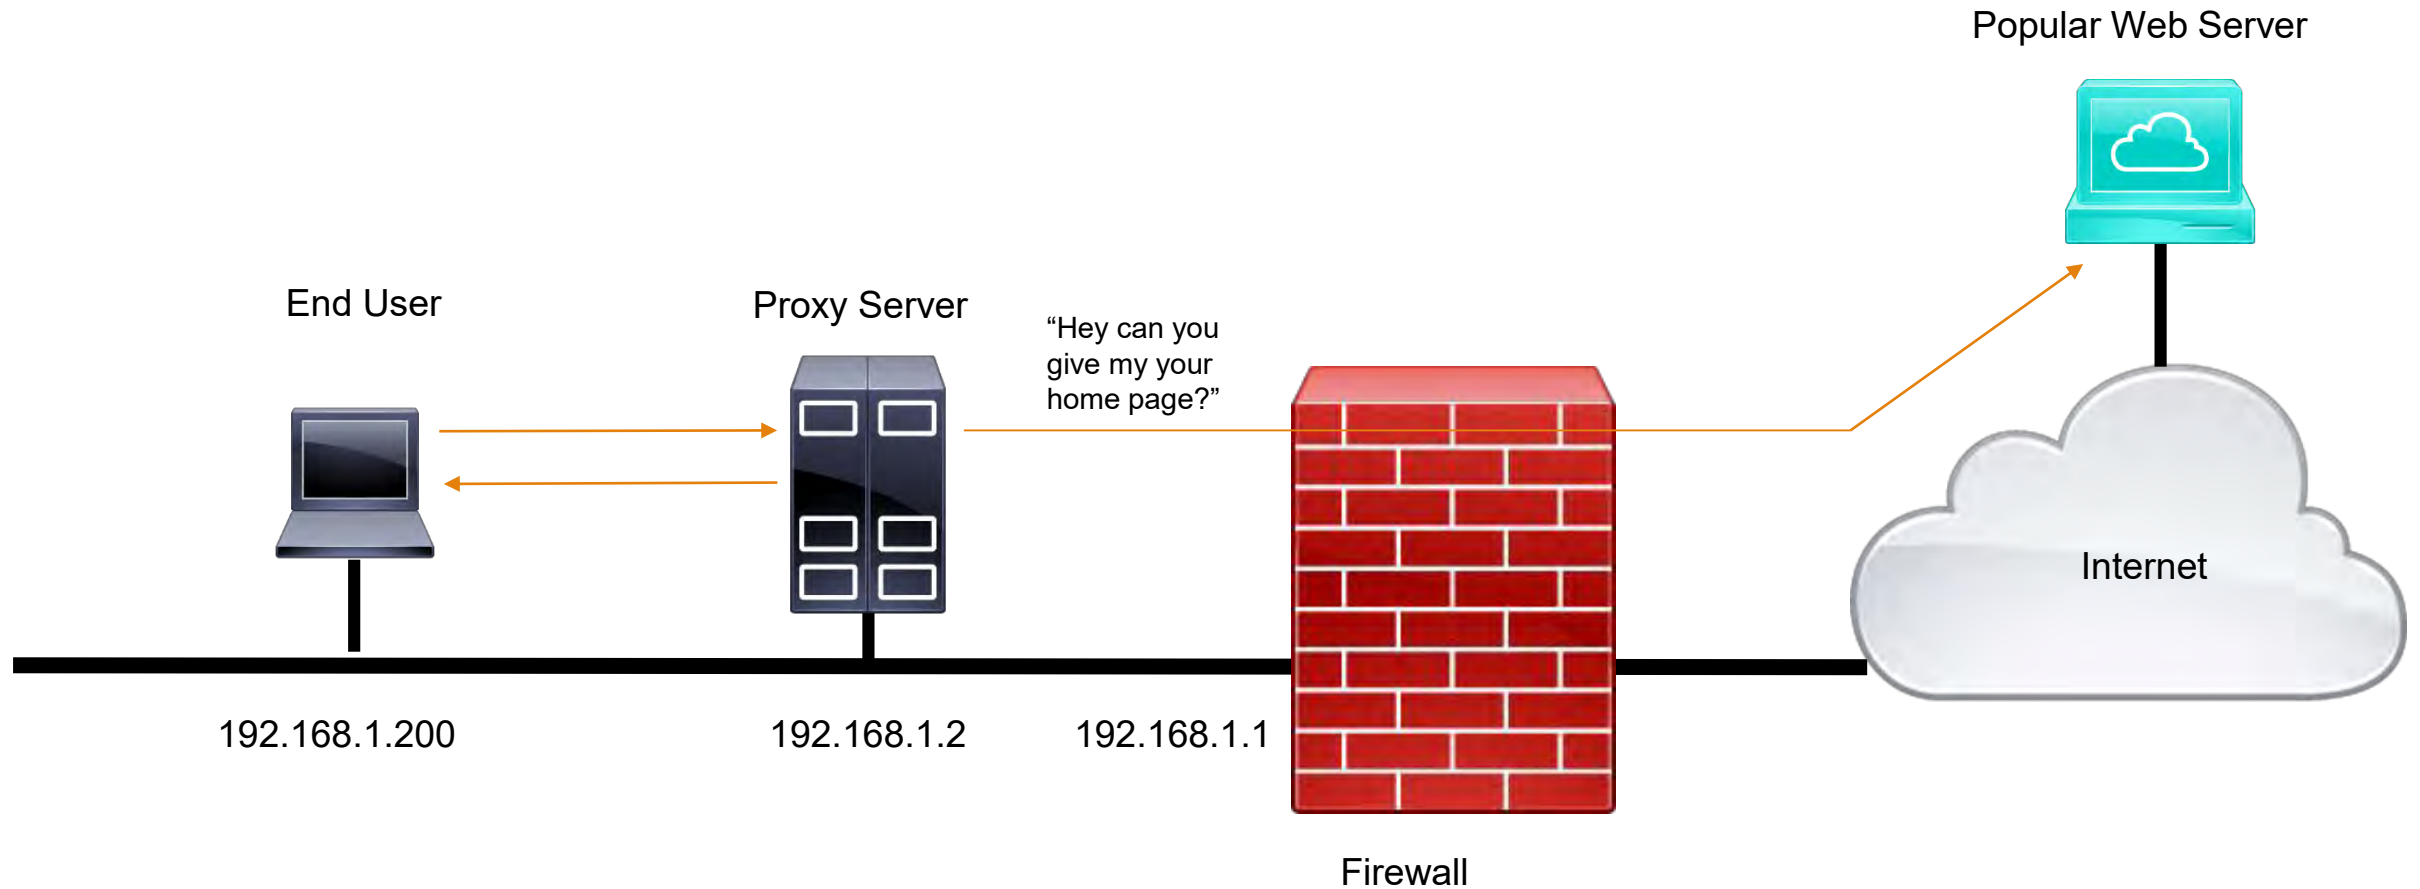 Popular Web Server
End User
Proxy Server
“Hey can you
give my your
home page?”
Internet
192.168.1.200
192.168.1.2
192.168.1.1
Firewall